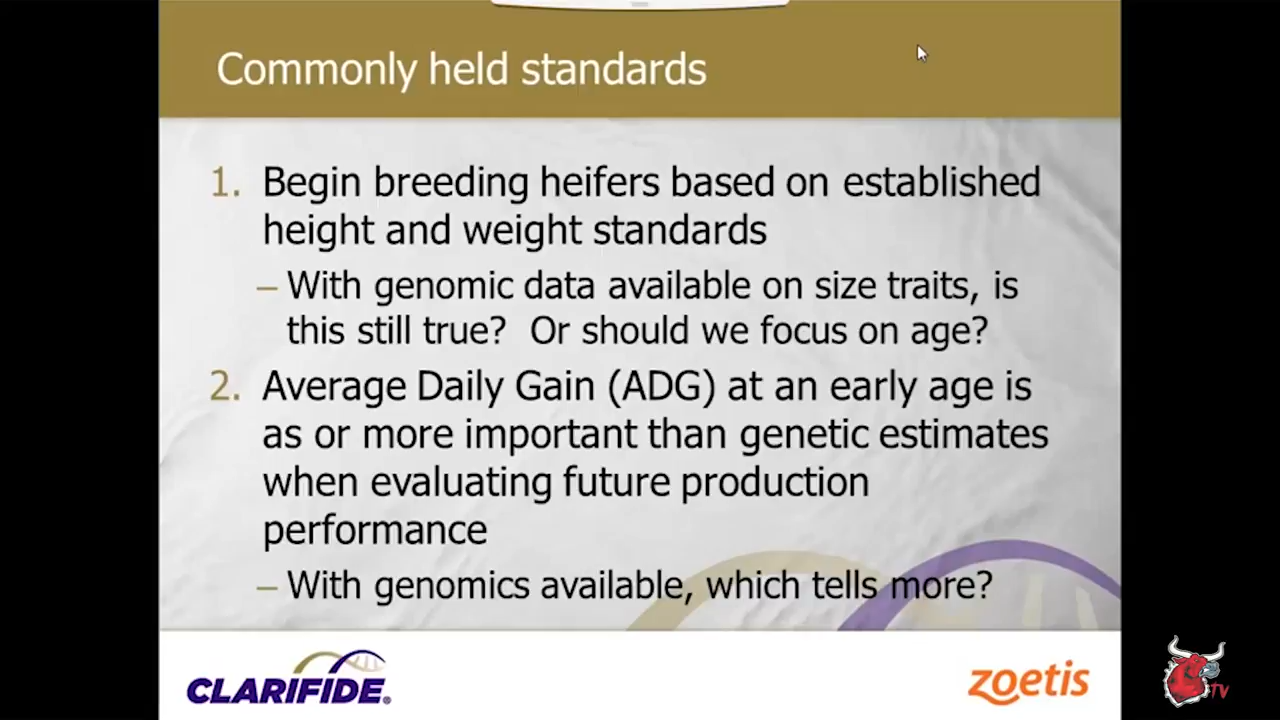 Commonly held standards
1. Begin breeding heifers based on established
height and weight standards
– With genomic data available on size traits, is
this still true?  Or should we focus on age?
2. Average Daily Gain (ADG) at an early age is
as or more important than genetic estimates
when evaluating future production
performance
– With genomics available, which tells more?
CLARIFIDE®
zoetis
TV